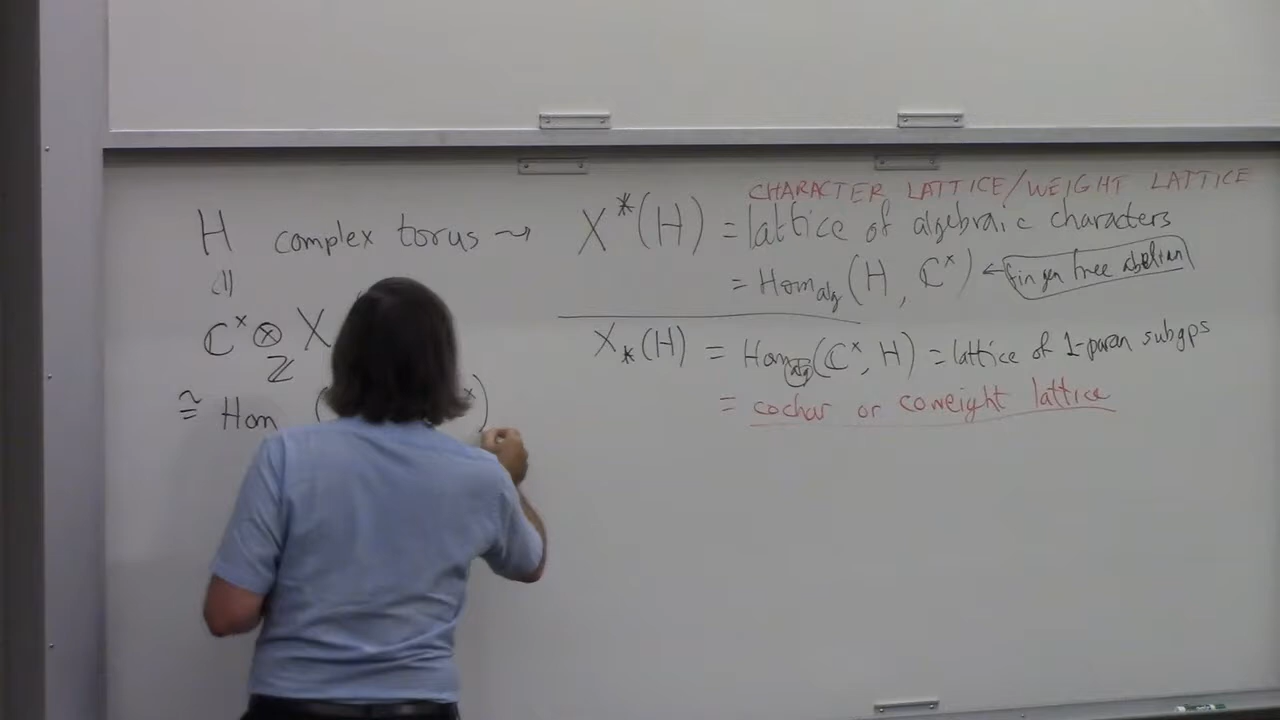 H complex torus ⇝
||
C^× ⊗_Z X
≅ Hom ( ^×)
CHARACTER LATTICE/WEIGHT LATTICE
X*(H) = lattice of algebraic characters
= Hom_alg (H, C^×) ← fin gen free abelian
X_*(H) = Hom_alg (C^×, H) = lattice of 1-param subgps
= cochar or coweight lattice